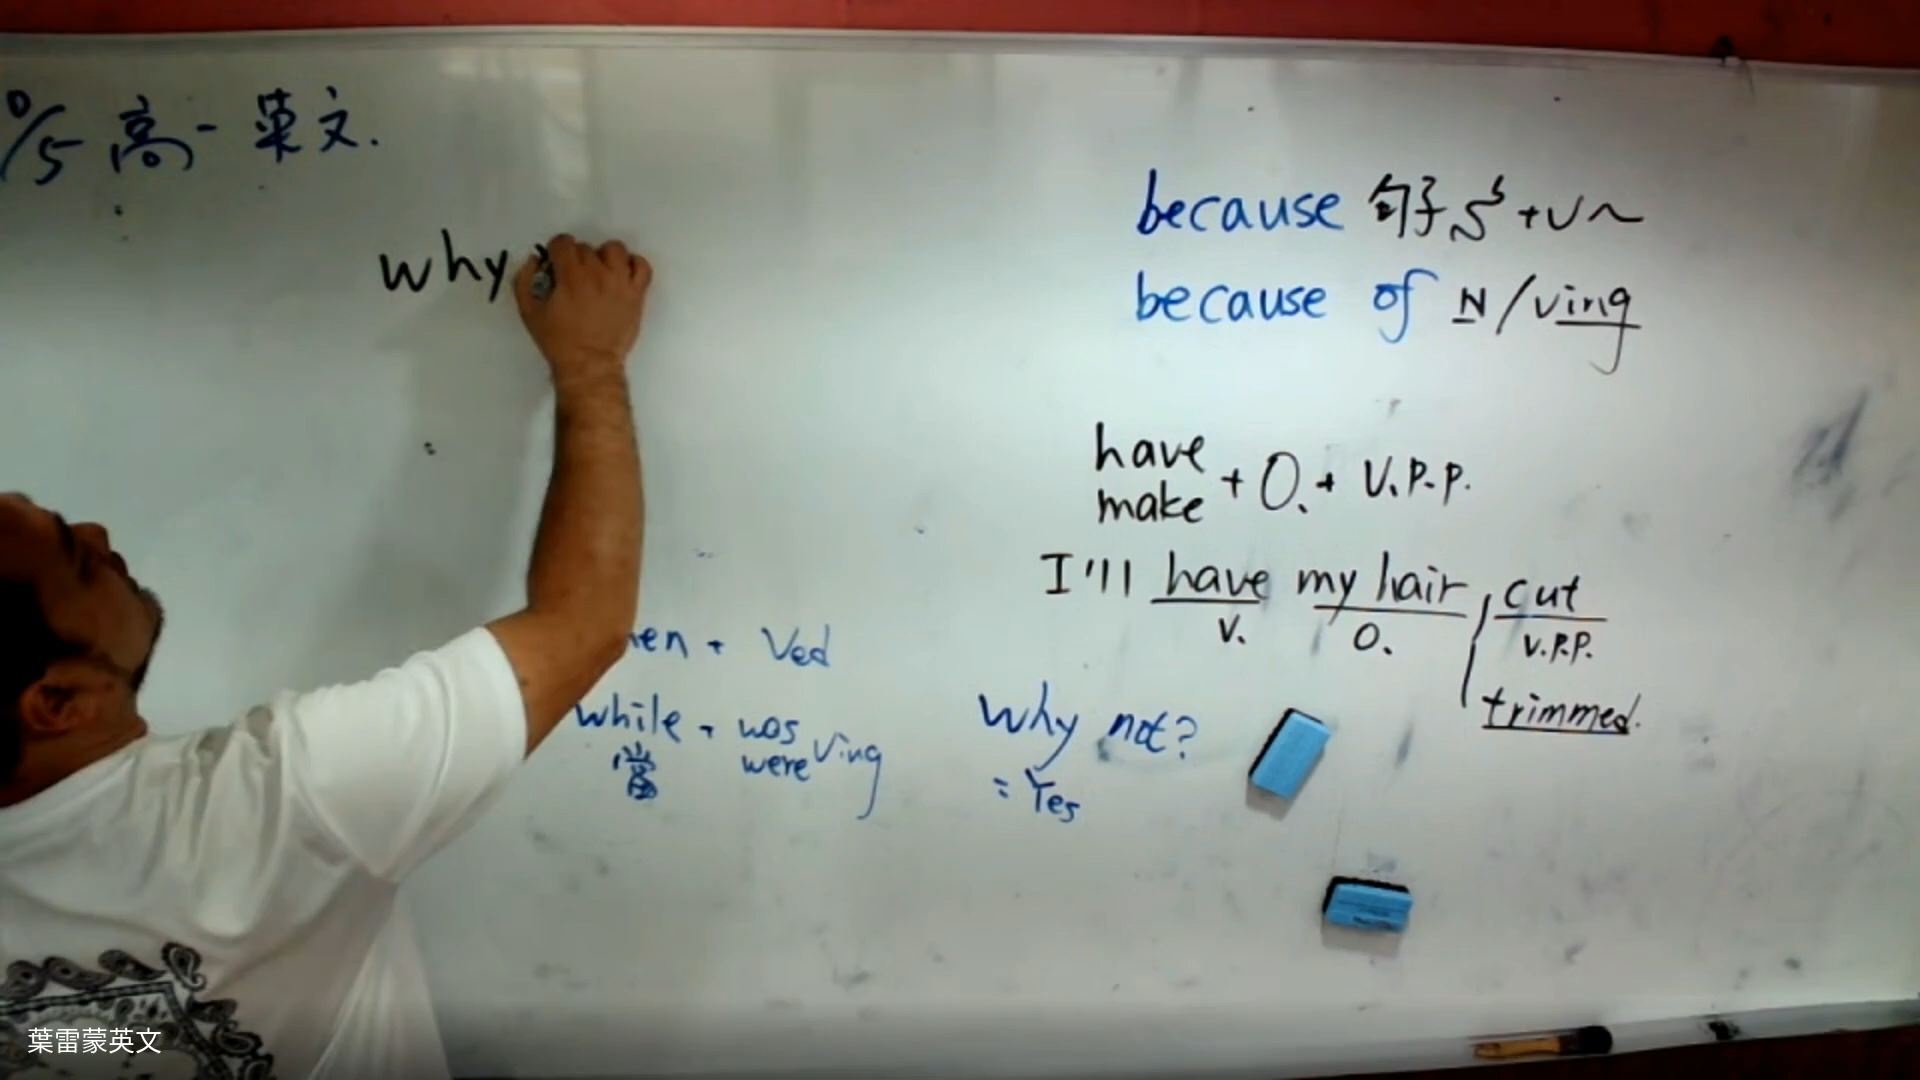 /5 高一 英文.
why
because 句子 S + V ~
because of N / Ving
have
make + O. + V.P.P.
I'll have my hair cut
v. O. v.P.P.
trimmed.
hen + Ved
while + was
were Ving
當
Why not?
= Yes
葉雷蒙英文